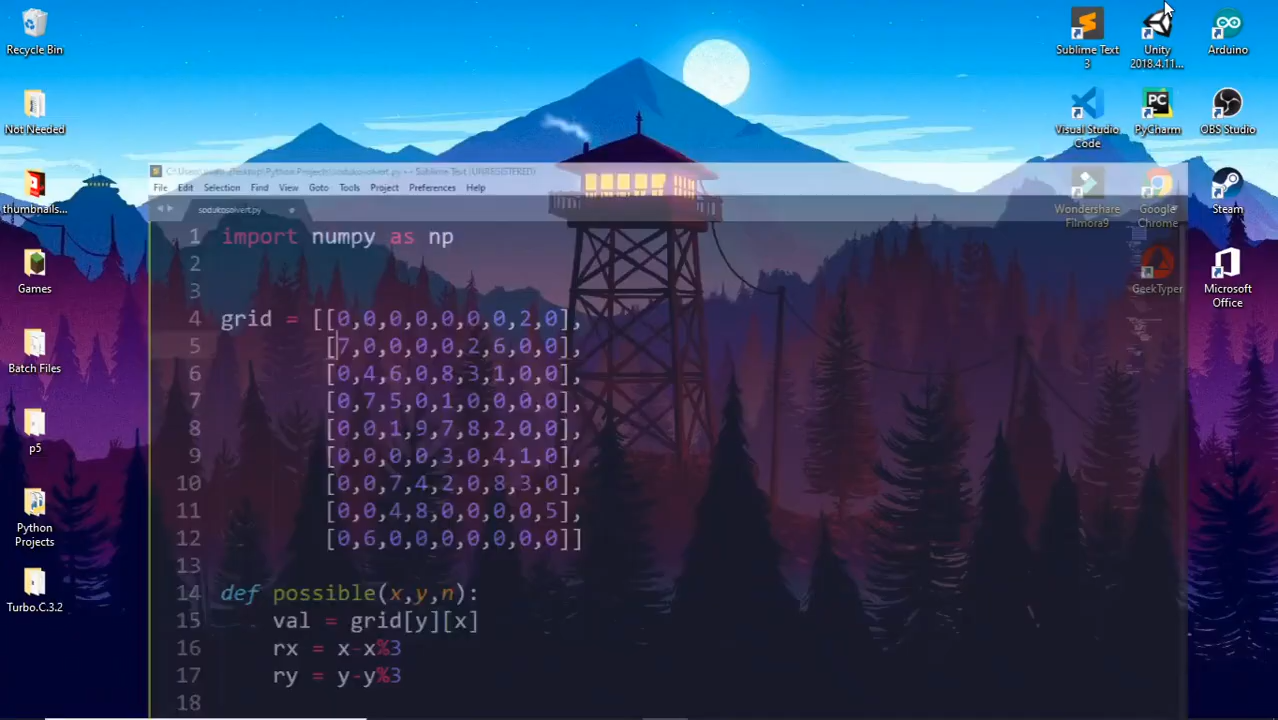 Recycle Bin
Not Needed
thumbnails...
Games
Batch Files
p5
Python
Projects
Turbo.C.3.2
Sublime Text
3
Unity
2018.4.11...
Arduino
Visual Studio
Code
PyCharm
OBS Studio
Wondershare
Filmora9
Google
Chrome
Steam
GeekTyper
Microsoft
Office
Sublime Text (UNREGISTERED)
File Edit Selection Find View Goto Tools Project Preferences Help
1 import numpy as np
2
3
4 grid = [[0,0,0,0,0,0,0,2,0],
5 [7,0,0,0,0,2,6,0,0],
6 [0,4,6,0,8,3,1,0,0],
7 [0,7,5,0,1,0,0,0,0],
8 [0,0,1,9,7,8,2,0,0],
9 [0,0,0,0,3,0,4,1,0],
10 [0,0,7,4,2,0,8,3,0],
11 [0,0,4,8,0,0,0,0,5],
12 [0,6,0,0,0,0,0,0,0]]
13
14 def possible(x,y,n):
15 val = grid[y][x]
16 rx = x-x%3
17 ry = y-y%3
18